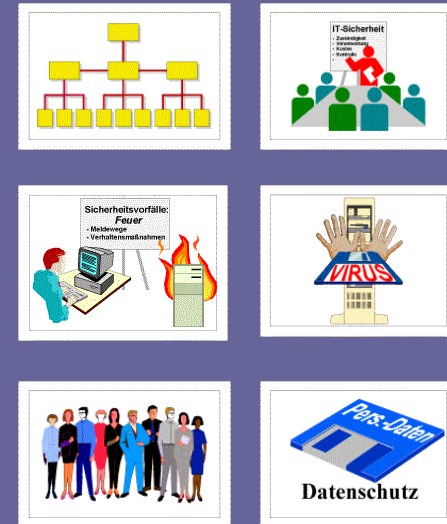 IT-Sicherheit
- Zuständigkeit
- Verantwortung
- Kosten
- Kontrolle
-
Sicherheitsvorfälle:
Feuer
- Meldewege
- Verhaltensmaßnahmen
VIRUS
Pers.-Daten
Datenschutz